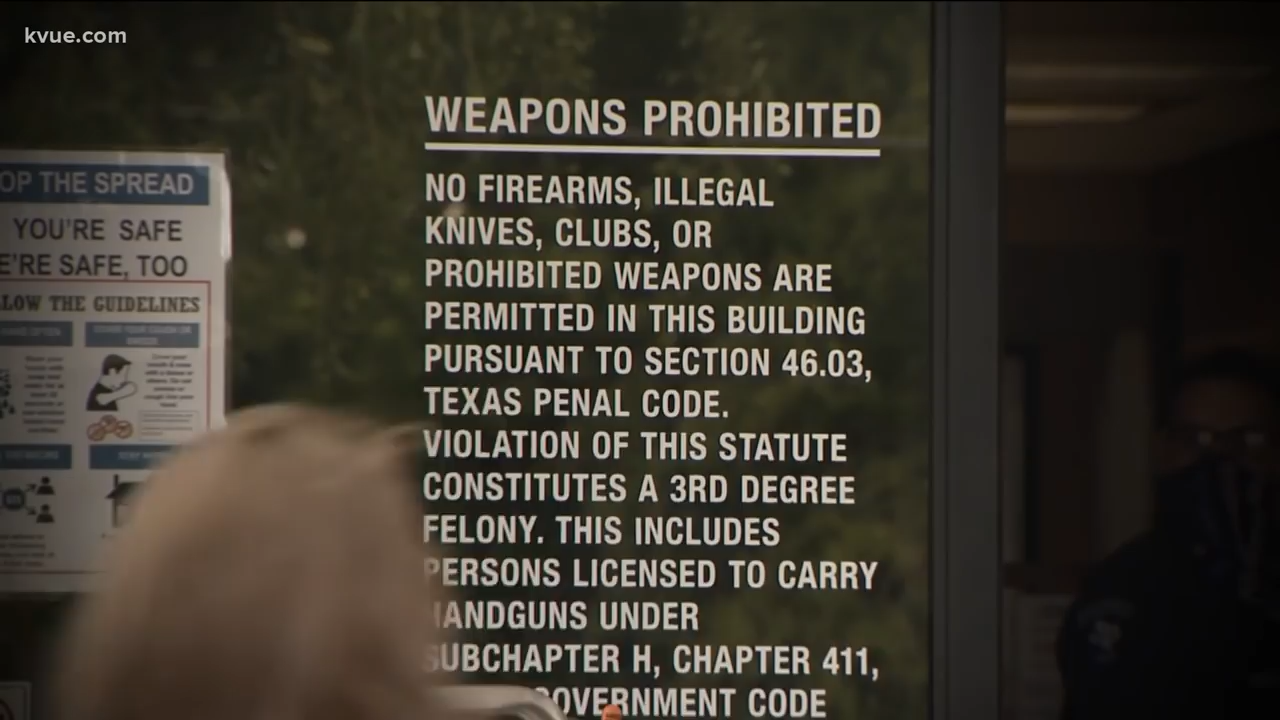 kvue.com
WEAPONS PROHIBITED
NO FIREARMS, ILLEGAL
KNIVES, CLUBS, OR
PROHIBITED WEAPONS ARE
PERMITTED IN THIS BUILDING
PURSUANT TO SECTION 46.03,
TEXAS PENAL CODE.
VIOLATION OF THIS STATUTE
CONSTITUTES A 3RD DEGREE
FELONY. THIS INCLUDES
PERSONS LICENSED TO CARRY
HANDGUNS UNDER
SUBCHAPTER H, CHAPTER 411,
GOVERNMENT CODE
OP THE SPREAD
YOU'RE SAFE
E'RE SAFE, TOO
LOW THE GUIDELINES